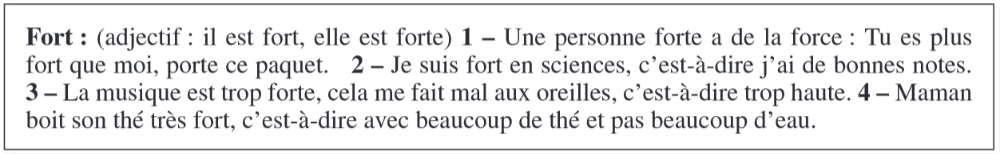 Fort : (adjectif : il est fort, elle est forte) 1 – Une personne forte a de la force : Tu es plus
fort que moi, porte ce paquet. 2 – Je suis fort en sciences, c’est-à-dire j’ai de bonnes notes.
3 – La musique est trop forte, cela me fait mal aux oreilles, c’est-à-dire trop haute. 4 – Maman
boit son thé très fort, c’est-à-dire avec beaucoup de thé et pas beaucoup d’eau.